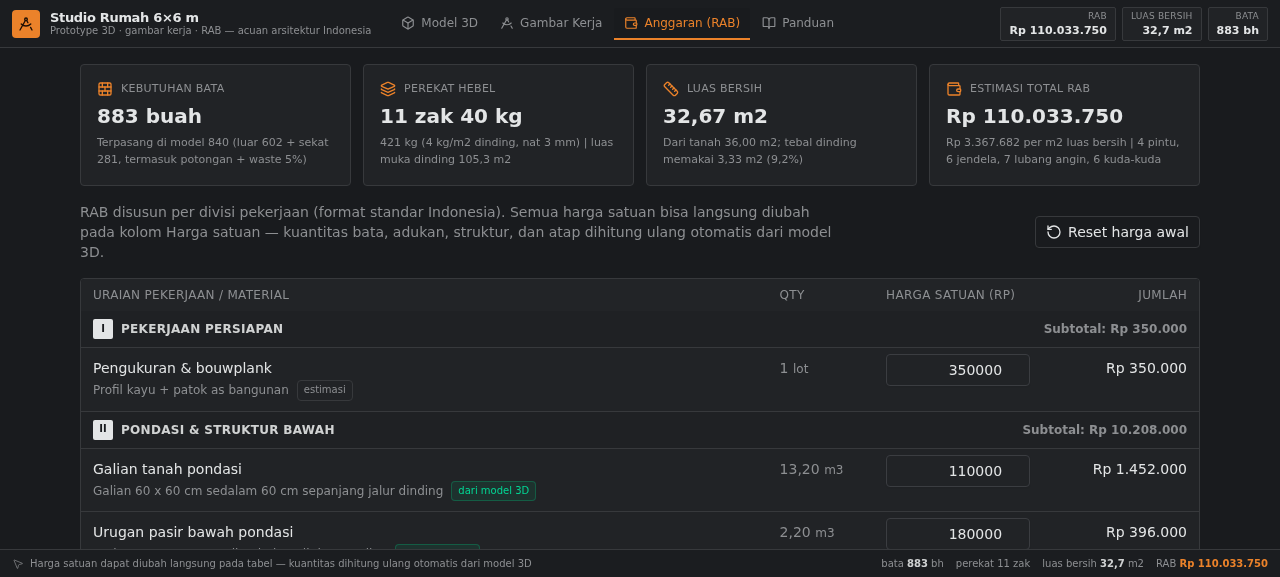 Studio Rumah 6×6 m
Prototype 3D · gambar kerja · RAB — acuan arsitektur Indonesia
Model 3D
Gambar Kerja
Anggaran (RAB)
Panduan
RAB
Rp 110.033.750
LUAS BERSIH
32,7 m2
BATA
883 bh
KEBUTUHAN BATA
883 buah
Terpasang di model 840 (luar 602 + sekat
281, termasuk potongan + waste 5%)
PEREKAT HEBEL
11 zak 40 kg
421 kg (4 kg/m2 dinding, nat 3 mm) | luas
muka dinding 105,3 m2
LUAS BERSIH
32,67 m2
Dari tanah 36,00 m2; tebal dinding
memakai 3,33 m2 (9,2%)
ESTIMASI TOTAL RAB
Rp 110.033.750
Rp 3.367.682 per m2 luas bersih | 4 pintu,
6 jendela, 7 lubang angin, 6 kuda-kuda
RAB disusun per divisi pekerjaan (format standar Indonesia). Semua harga satuan bisa langsung diubah
pada kolom Harga satuan — kuantitas bata, adukan, struktur, dan atap dihitung ulang otomatis dari model
3D.
Reset harga awal
URAIAN PEKERJAAN / MATERIAL QTY HARGA SATUAN (RP) JUMLAH
I PEKERJAAN PERSIAPAN Subtotal: Rp 350.000
Pengukuran & bouwplank 1 lot 350000 Rp 350.000
Profil kayu + patok as bangunan estimasi
II PONDASI & STRUKTUR BAWAH Subtotal: Rp 10.208.000
Galian tanah pondasi 13,20 m3 110000 Rp 1.452.000
Galian 60 x 60 cm sedalam 60 cm sepanjang jalur dinding dari model 3D
Urugan pasir bawah pondasi 2,20 m3 180000 Rp 396.000
Harga satuan dapat diubah langsung pada tabel — kuantitas dihitung ulang otomatis dari model 3D
bata 883 bh perekat 11 zak luas bersih 32,7 m2 RAB Rp 110.033.750